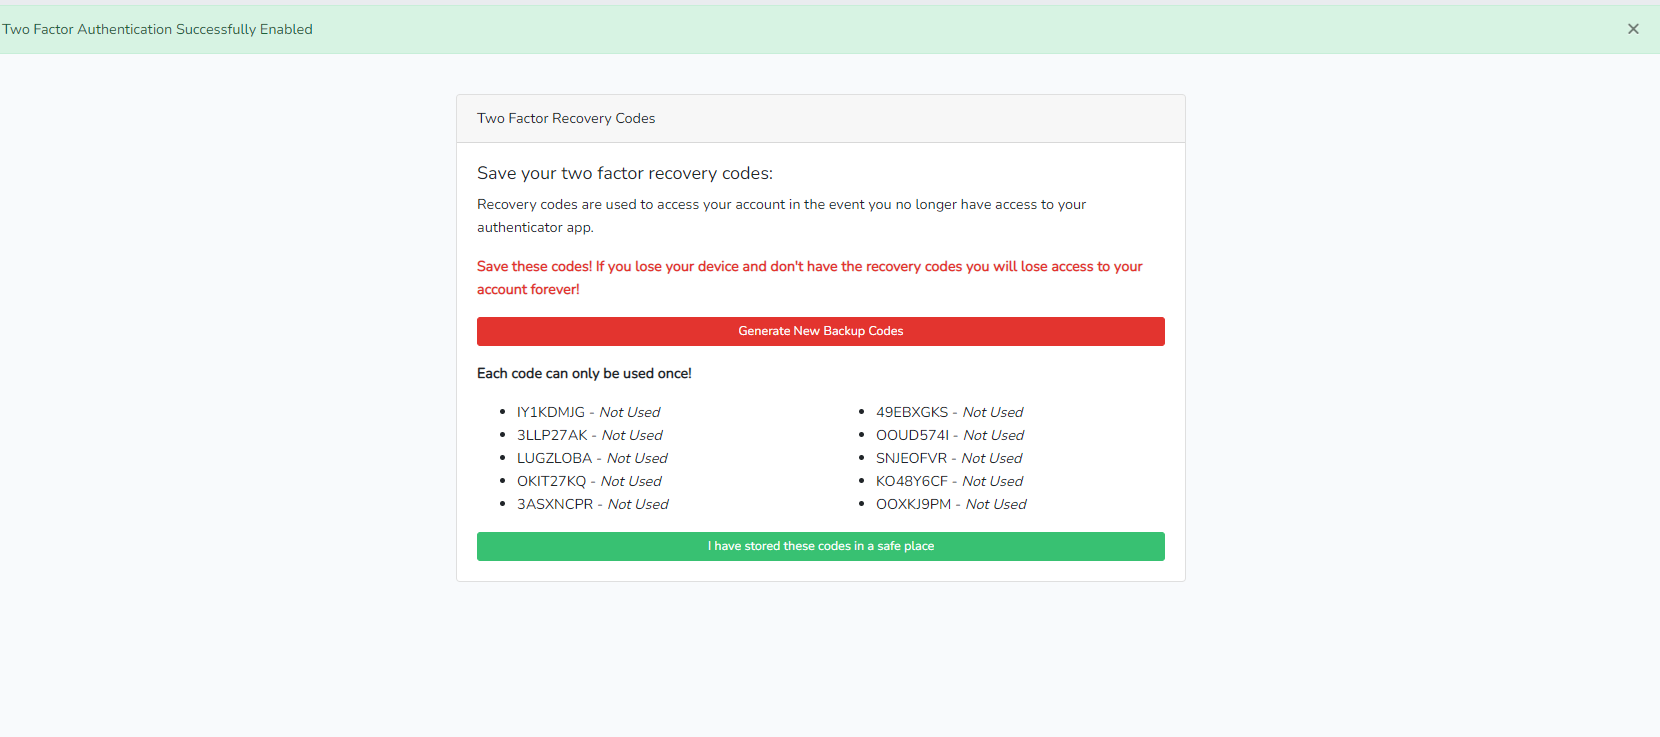 Two Factor Authentication Successfully Enabled
×
Two Factor Recovery Codes
Save your two factor recovery codes:
Recovery codes are used to access your account in the event you no longer have access to your
authenticator app.
Save these codes! If you lose your device and don't have the recovery codes you will lose access to your
account forever!
Generate New Backup Codes
Each code can only be used once!
• IY1KDMJG - Not Used
• 3LLP27AK - Not Used
• LUGZLOBA - Not Used
• OKIT27KQ - Not Used
• 3ASXNCPR - Not Used
• 49EBXGKS - Not Used
• OOUD574I - Not Used
• SNJEOFVR - Not Used
• KO48Y6CF - Not Used
• OOXKJ9PM - Not Used
I have stored these codes in a safe place